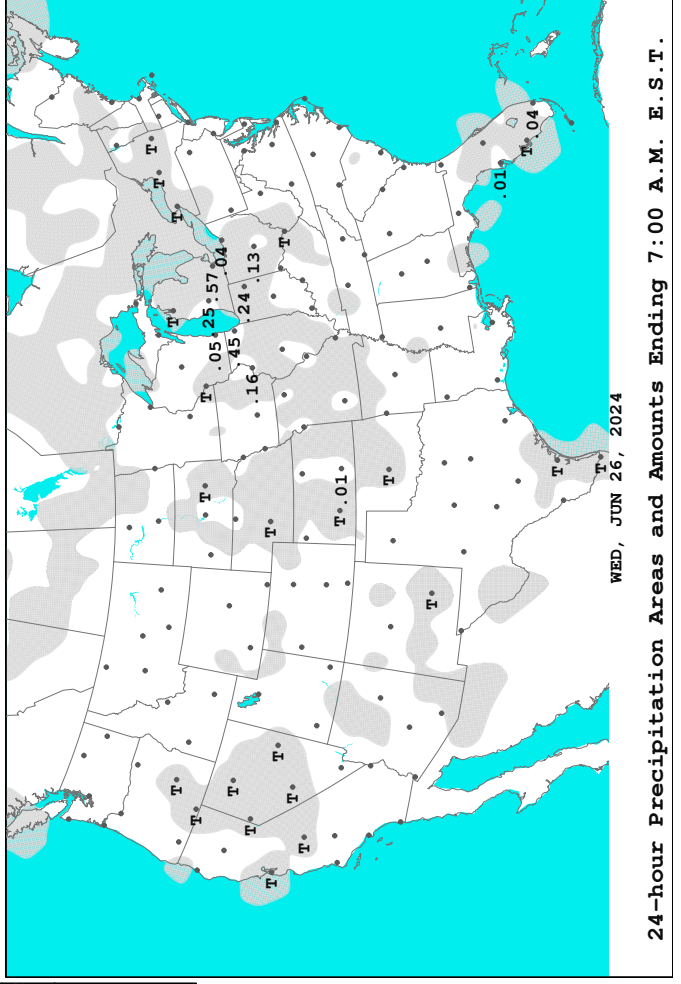 T
T
T
T
T
T
T
T
.25 .57
.05
.04
T
.45
.24
T
.16
.13
T
T
T
T
T
T
T .01
T
T
.01
T
.04
T
T
WED, JUN 26, 2024
24-hour Precipitation Areas and Amounts Ending 7:00 A.M. E.S.T.